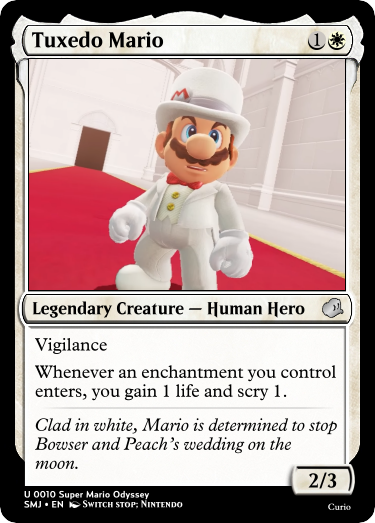 Tuxedo Mario 1
Legendary Creature — Human Hero
Vigilance
Whenever an enchantment you control
enters, you gain 1 life and scry 1.
Clad in white, Mario is determined to stop
Bowser and Peach's wedding on the
moon.
2/3
U 0010 Super Mario Odyssey
SMJ • EN Switch stop; Nintendo
Curio